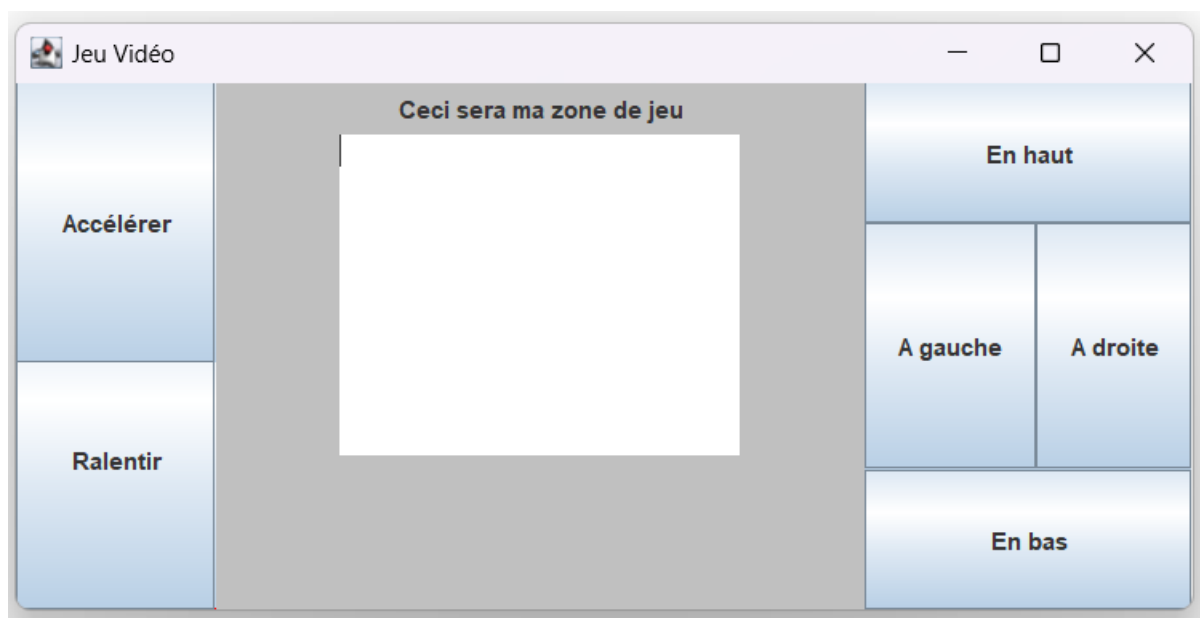 Jeu Vidéo
Ceci sera ma zone de jeu
En haut
Accélérer
A gauche
A droite
Ralentir
En bas